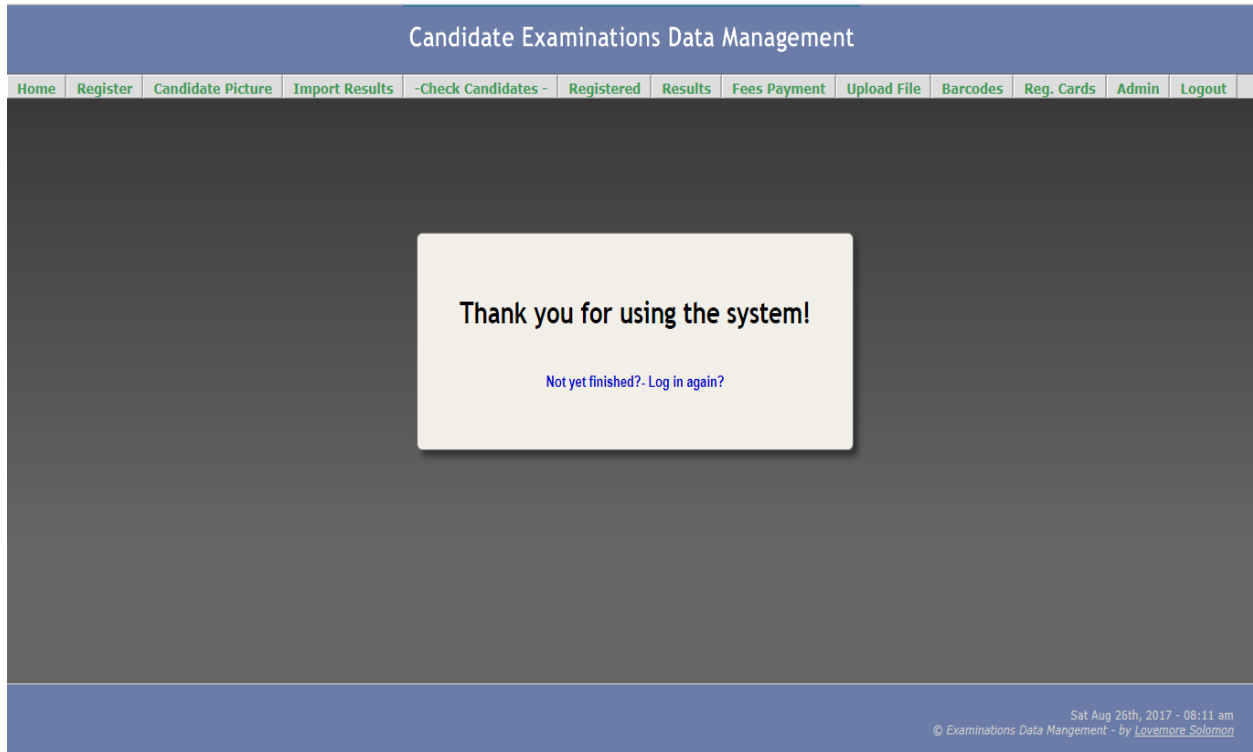 Candidate Examinations Data Management
Home Register Candidate Picture Import Results -Check Candidates - Registered Results Fees Payment Upload File Barcodes Reg. Cards Admin Logout
Thank you for using the system!
Not yet finished?- Log in again?
Sat Aug 26th, 2017 - 08:11 am
© Examinations Data Mangement - by Lovemore Solomon